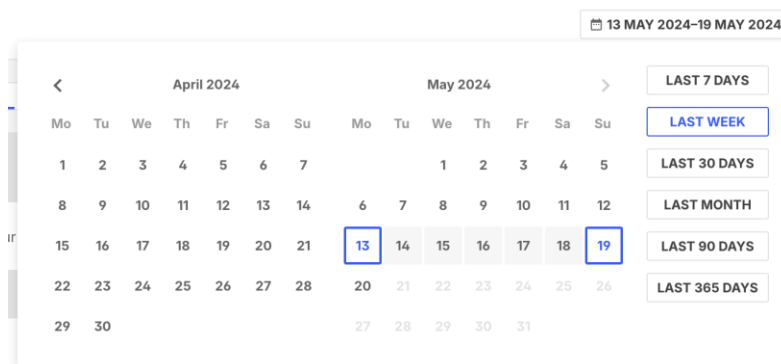 13 MAY 2024–19 MAY 2024
April 2024
Mo Tu We Th Fr Sa Su
1 2 3 4 5 6 7
8 9 10 11 12 13 14
15 16 17 18 19 20 21
22 23 24 25 26 27 28
29 30
May 2024
Mo Tu We Th Fr Sa Su
1 2 3 4 5
6 7 8 9 10 11 12
13 14 15 16 17 18 19
20 21 22 23 24 25 26
27 28 29 30 31
LAST 7 DAYS
LAST WEEK
LAST 30 DAYS
LAST MONTH
LAST 90 DAYS
LAST 365 DAYS